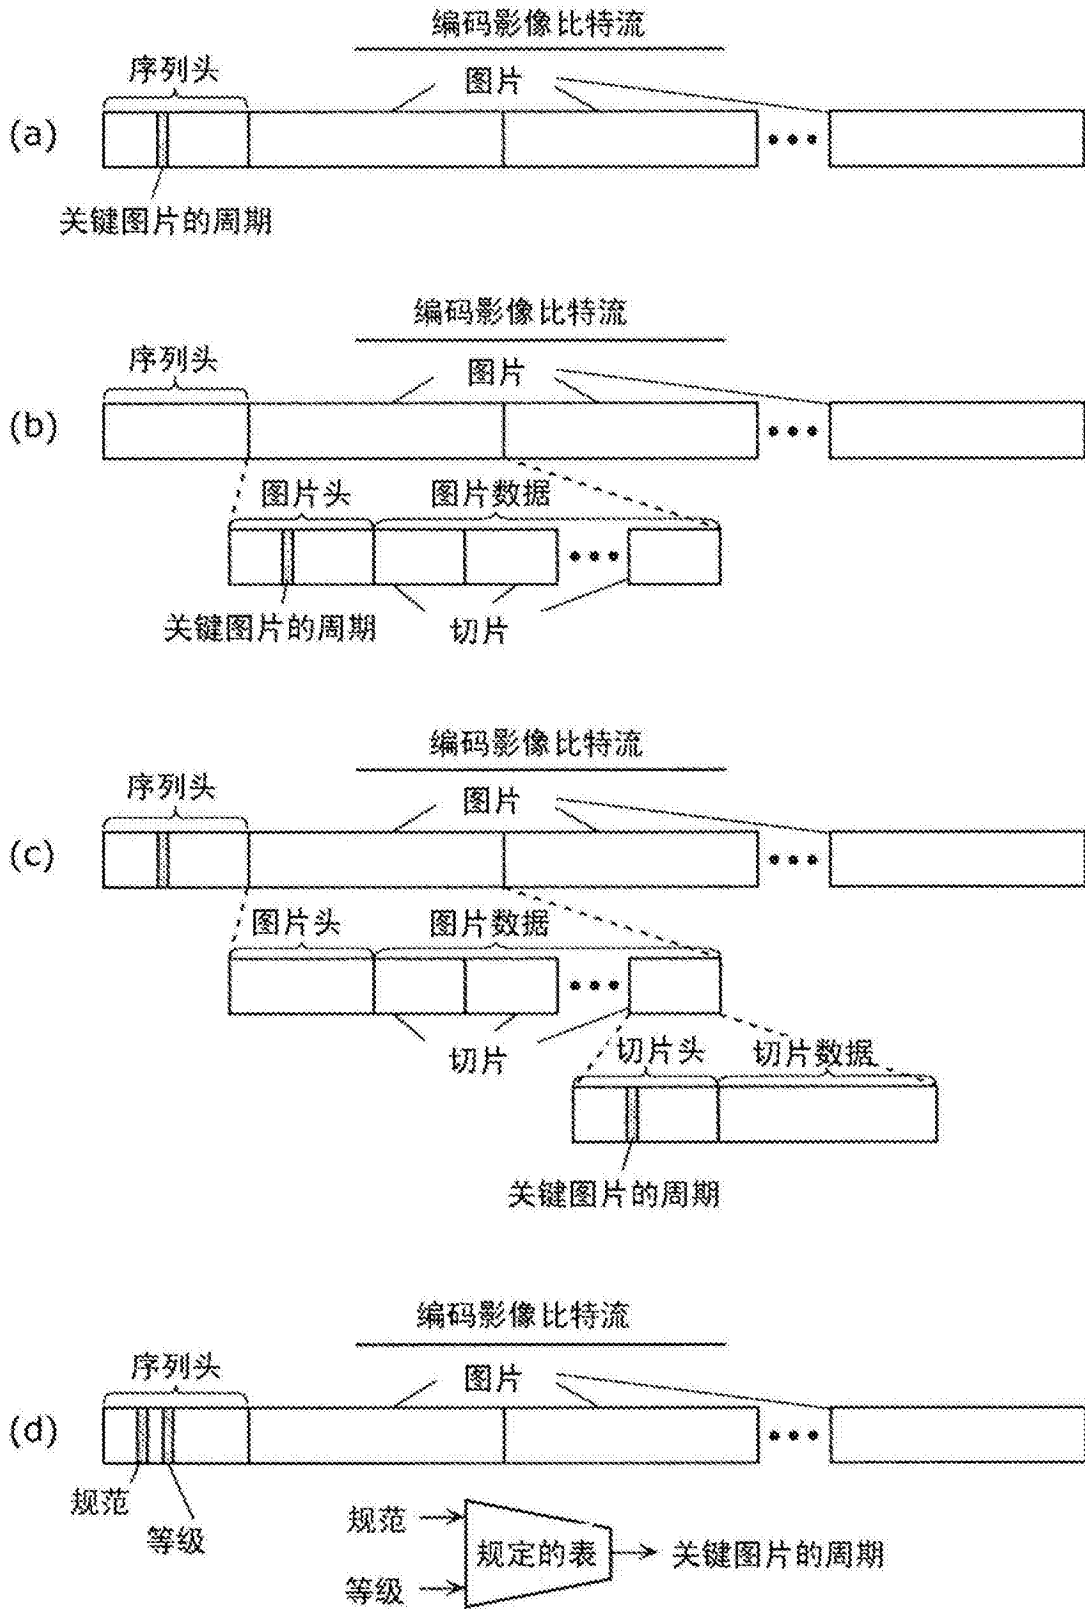 编码影像比特流
序列头
图片
(a)
关键图片的周期
编码影像比特流
序列头
图片
(b)
图片头
图片数据
关键图片的周期
切片
编码影像比特流
序列头
图片
(c)
图片头
图片数据
切片
切片头
切片数据
关键图片的周期
编码影像比特流
序列头
图片
(d)
规范
等级
规范
规定的表
关键图片的周期
等级